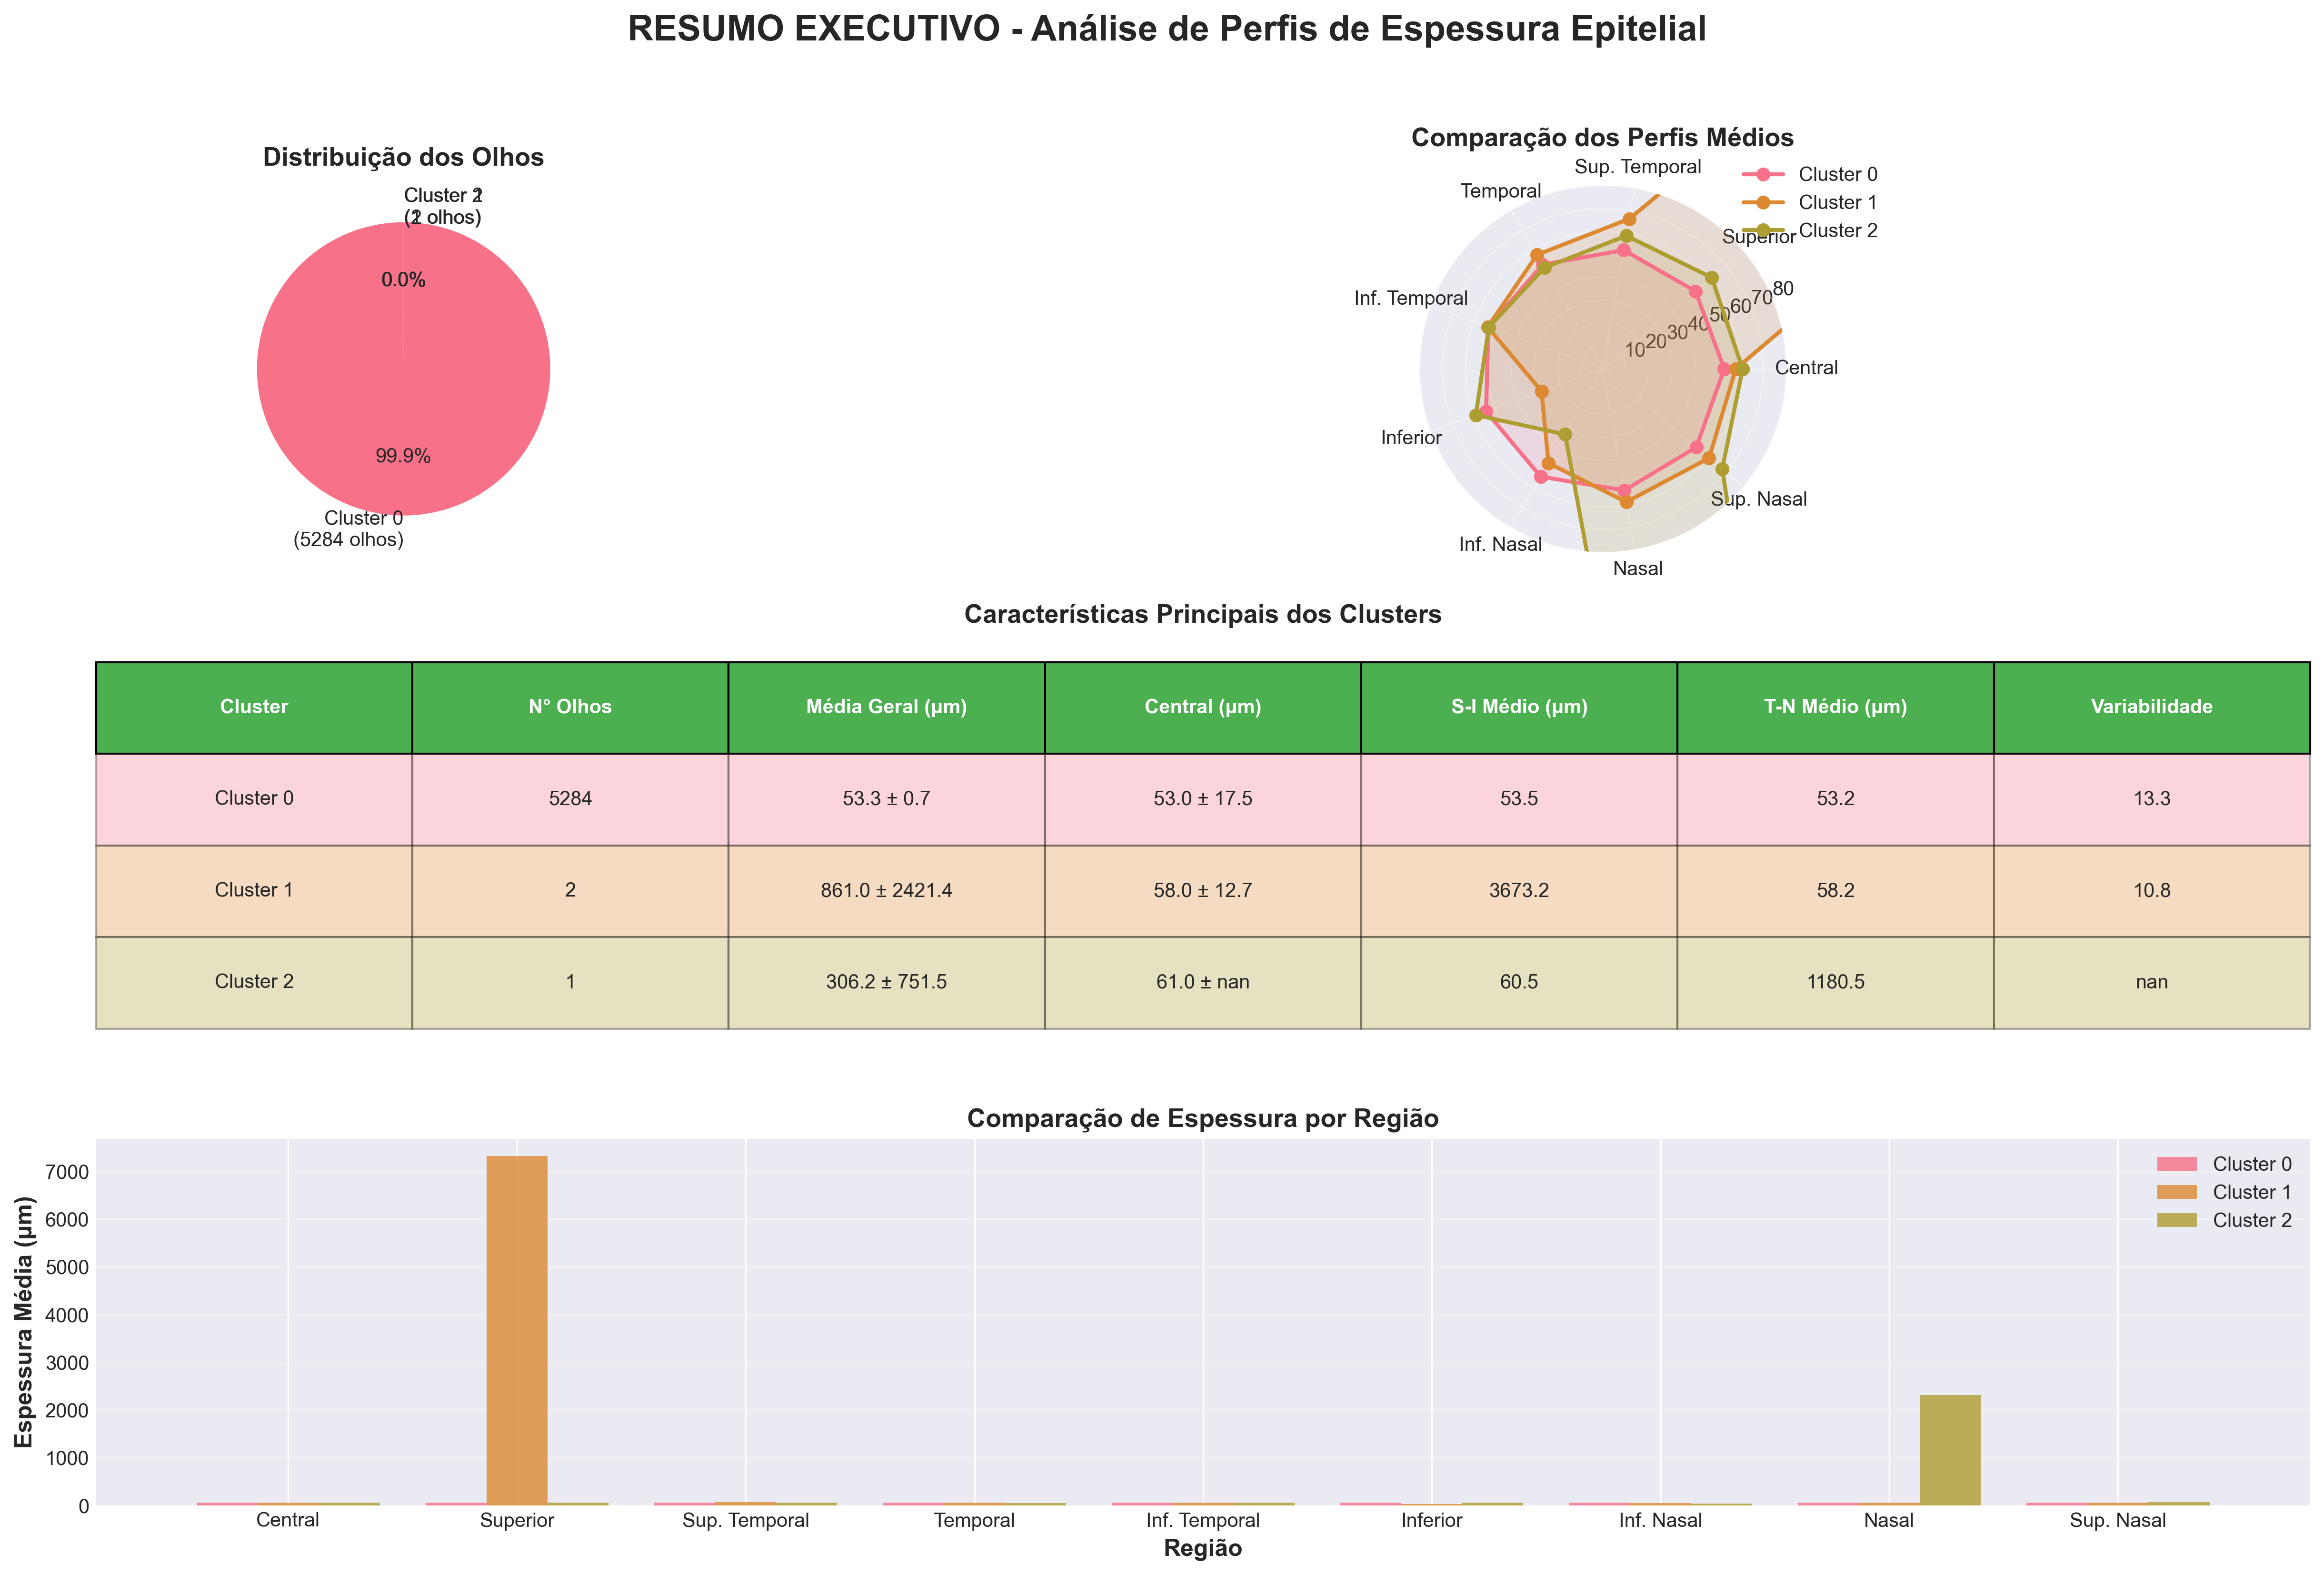 RESUMO EXECUTIVO - Análise de Perfis de Espessura Epitelial
Distribuição dos Olhos
Cluster
olhos)
0.0%
99.9%
Cluster 0
(5284 olhos)
Comparação dos Perfis Médios
Cluster 0
Cluster 1
Cluster 2
Sup. Temporal
Temporal
Superior
Inf. Temporal
10
20
30
40
50
60
70
80
Central
Inferior
Sup. Nasal
Inf. Nasal
Nasal
Características Principais dos Clusters
Cluster N° Olhos Média Geral (μm) Central (μm) S-I Médio (μm) T-N Médio (μm) Variabilidade
Cluster 0 5284 53.3 ± 0.7 53.0 ± 17.5 53.5 53.2 13.3
Cluster 1 2 861.0 ± 2421.4 58.0 ± 12.7 3673.2 58.2 10.8
Cluster 2 1 306.2 ± 751.5 61.0 ± nan 60.5 1180.5 nan
Comparação de Espessura por Região
Espessura Média (μm)
7000
6000
5000
4000
3000
2000
1000
0
Cluster 0
Cluster 1
Cluster 2
Central Superior Sup. Temporal Temporal Inf. Temporal Inferior Inf. Nasal Nasal Sup. Nasal
Região